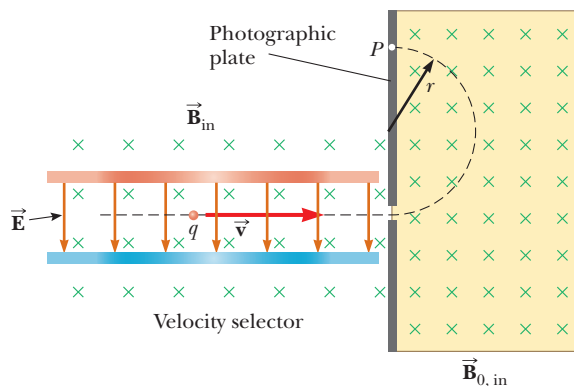 Photographic
plate
P
r
B⃗in
E⃗
q
v⃗
Velocity selector
B⃗0, in